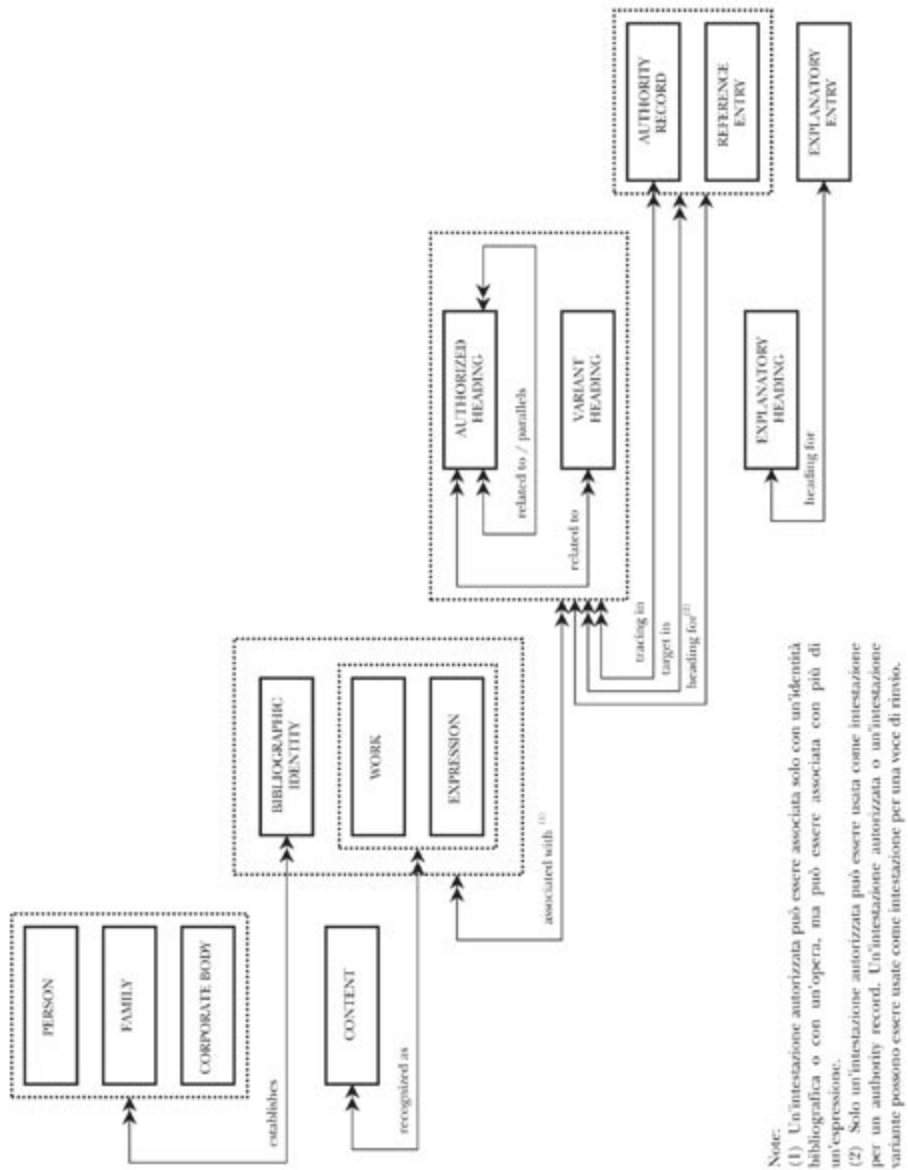 PERSON
FAMILY
CORPORATE BODY
establishes
BIBLIOGRAPHIC
IDENTITY
CONTENT
recognized as
WORK
EXPRESSION
associated with (1)
AUTHORIZED
HEADING
related to / parallels
VARIANT
HEADING
related to
tracing in
target in
heading for(2)
AUTHORITY
RECORD
REFERENCE
ENTRY
EXPLANATORY
HEADING
heading for
EXPLANATORY
ENTRY
Note:
(1) Un'intestazione autorizzata può essere associata solo con un'identità
bibliografica o con un'opera, ma può essere associata con più di
un'espressione.
(2) Solo un'intestazione autorizzata può essere usata come intestazione
per un authority record. Un'intestazione autorizzata o un'intestazione
variante possono essere usate come intestazione per una voce di rinvio.